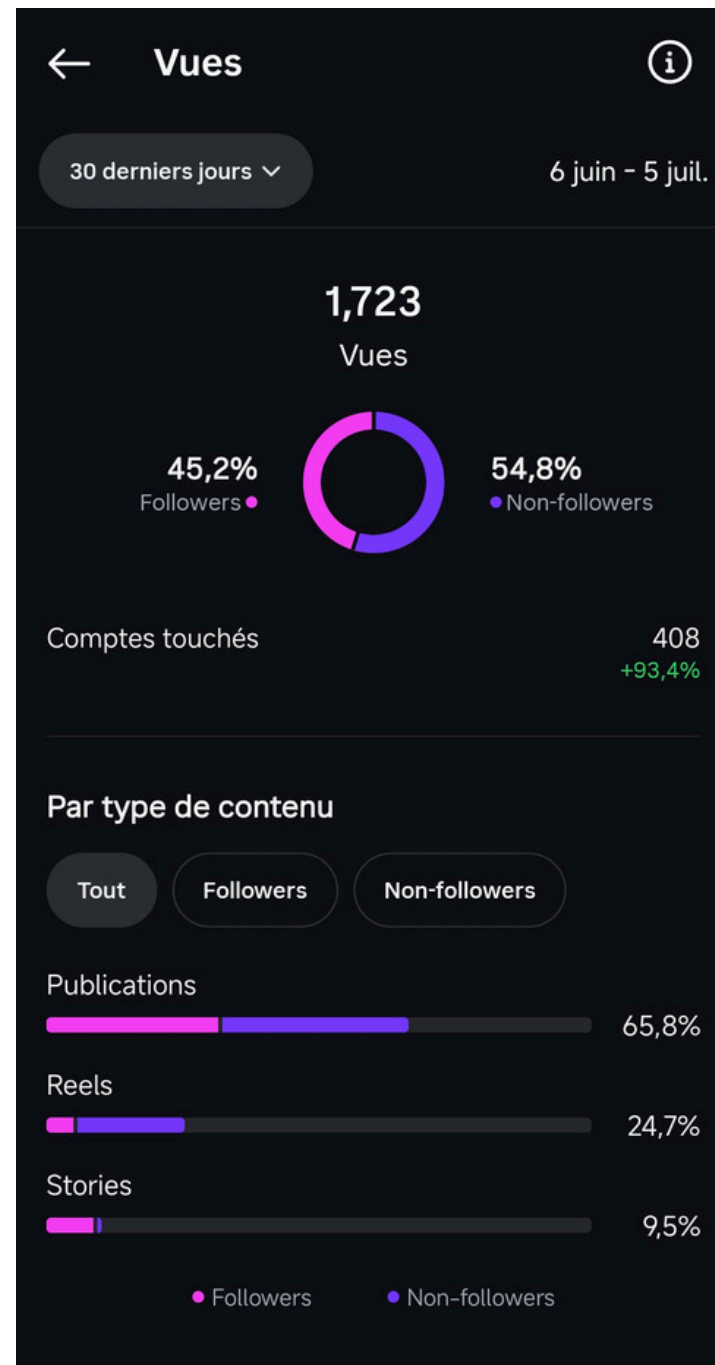 Vues
30 derniers jours
6 juin - 5 juil.
1,723
Vues
45,2%
Followers
54,8%
Non-followers
Comptes touchés
408
+93,4%
Par type de contenu
Tout
Followers
Non-followers
Publications
65,8%
Reels
24,7%
Stories
9,5%
Followers
Non-followers